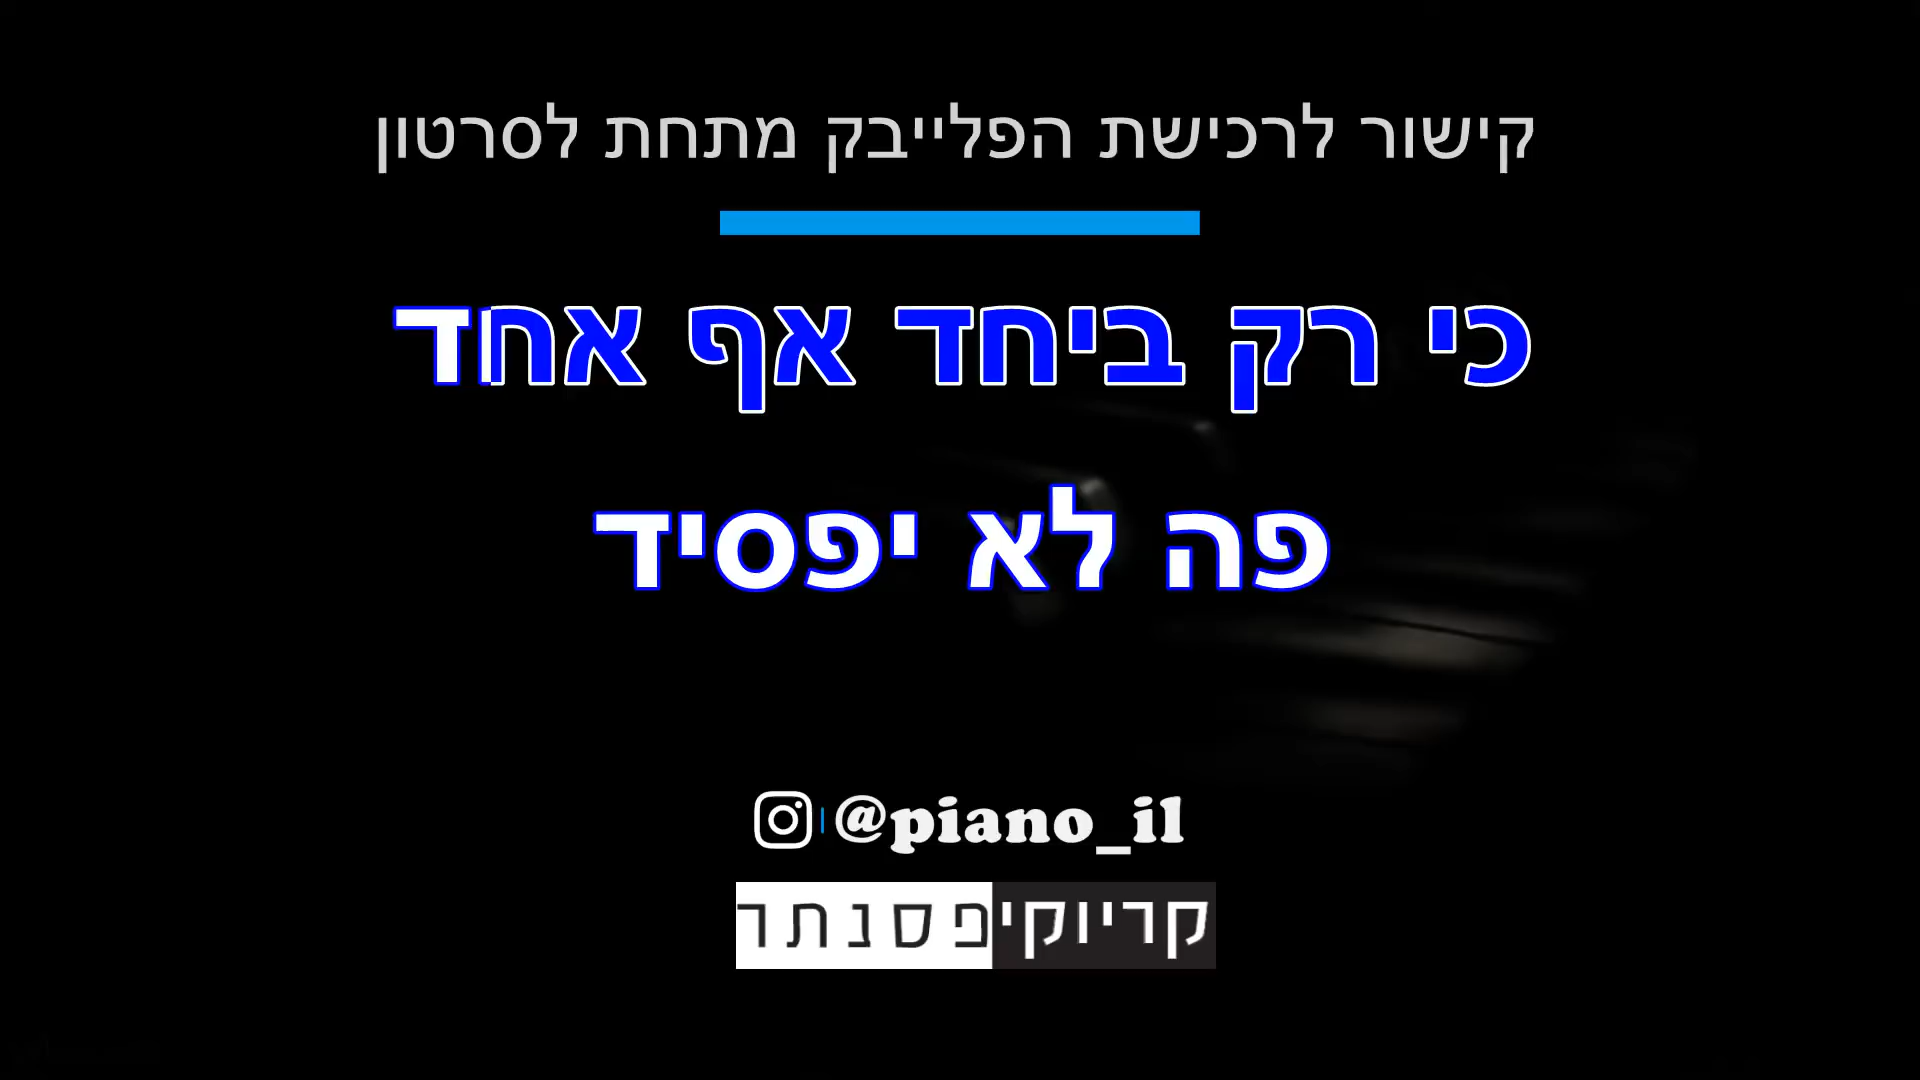 קישור לרכישת הפלייבק מתחת לסרטון
כי רק ביחד אף אחד
פה לא יפסיד
@piano_il
קריוקיפסנתר